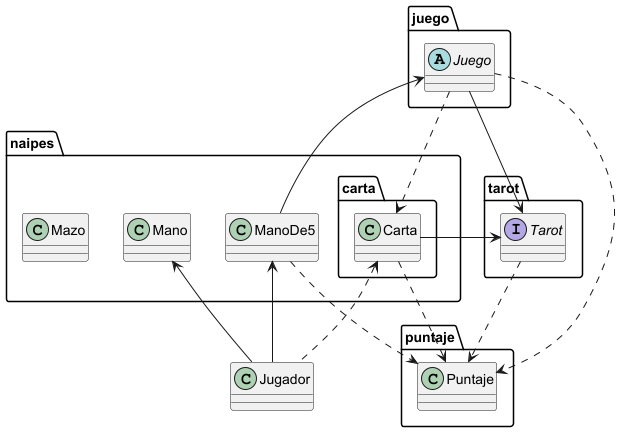 juego
A Juego
naipes
carta
tarot
C Mazo
C Mano
C ManoDe5
C Carta
I Tarot
puntaje
C Jugador
C Puntaje